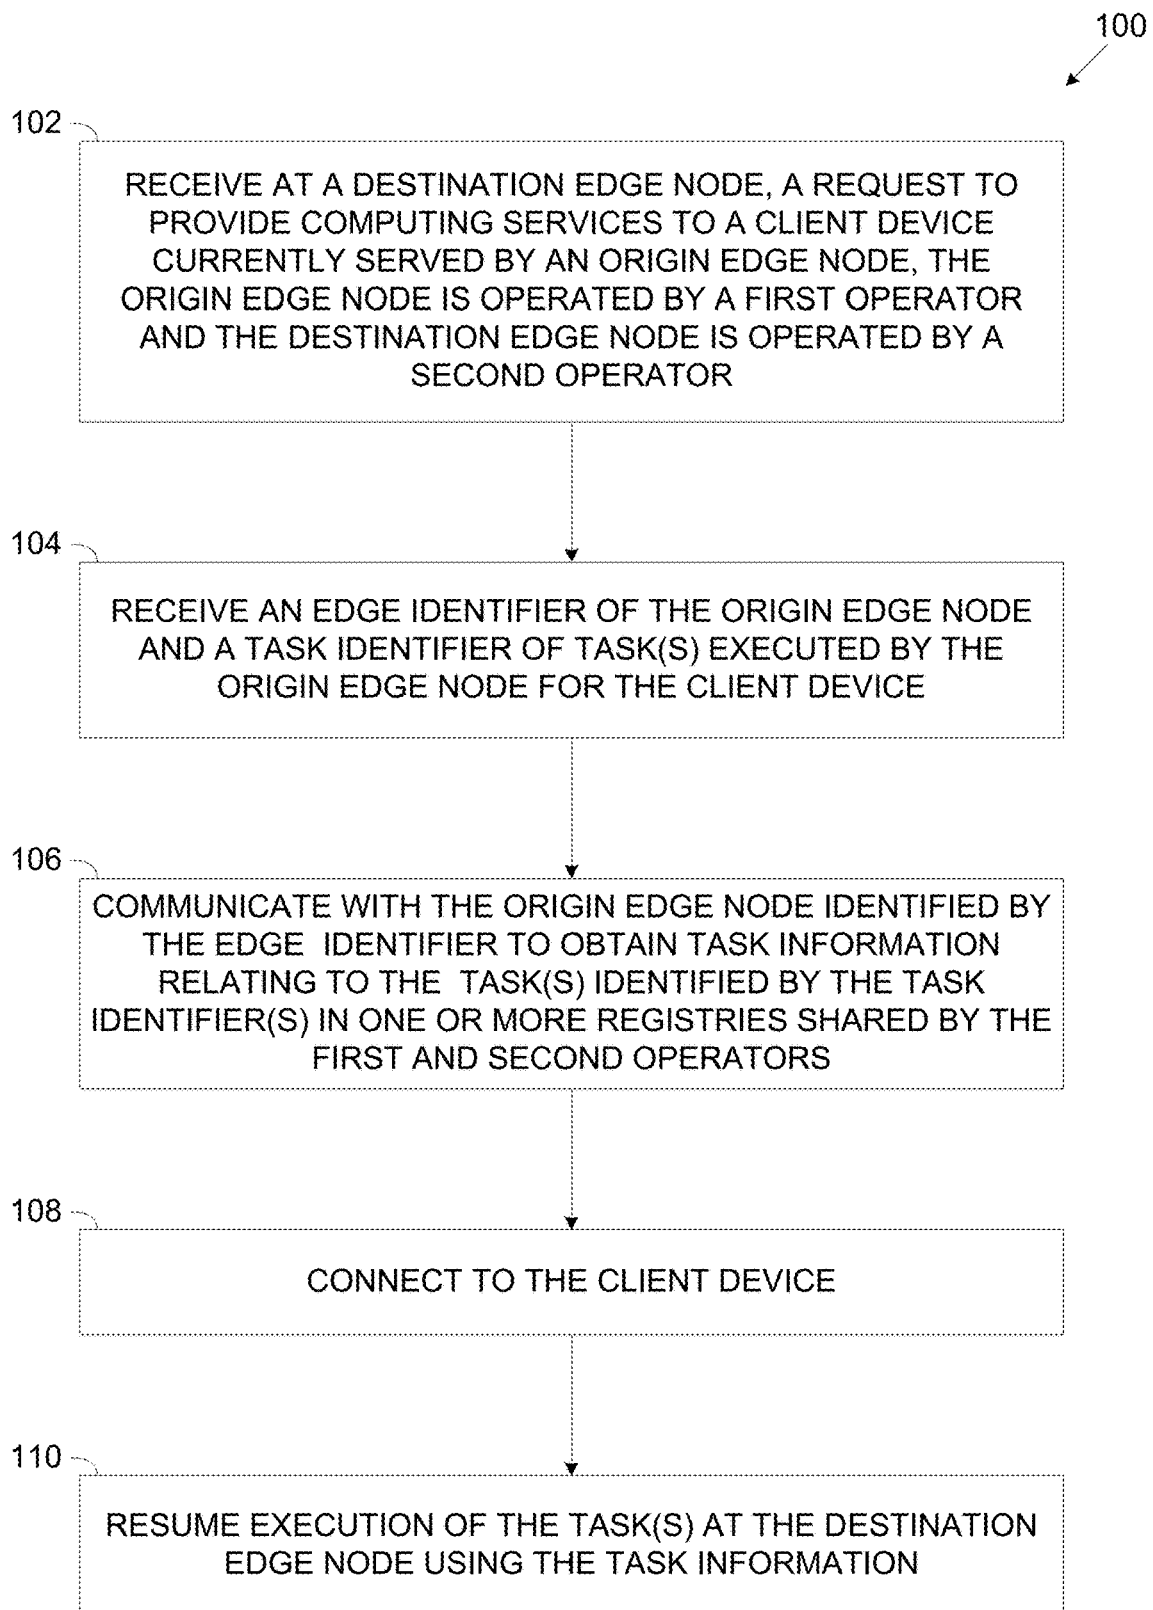 100
102
RECEIVE AT A DESTINATION EDGE NODE, A REQUEST TO
PROVIDE COMPUTING SERVICES TO A CLIENT DEVICE
CURRENTLY SERVED BY AN ORIGIN EDGE NODE, THE
ORIGIN EDGE NODE IS OPERATED BY A FIRST OPERATOR
AND THE DESTINATION EDGE NODE IS OPERATED BY A
SECOND OPERATOR
104
RECEIVE AN EDGE IDENTIFIER OF THE ORIGIN EDGE NODE
AND A TASK IDENTIFIER OF TASK(S) EXECUTED BY THE
ORIGIN EDGE NODE FOR THE CLIENT DEVICE
106
COMMUNICATE WITH THE ORIGIN EDGE NODE IDENTIFIED BY
THE EDGE IDENTIFIER TO OBTAIN TASK INFORMATION
RELATING TO THE TASK(S) IDENTIFIED BY THE TASK
IDENTIFIER(S) IN ONE OR MORE REGISTRIES SHARED BY THE
FIRST AND SECOND OPERATORS
108
CONNECT TO THE CLIENT DEVICE
110
RESUME EXECUTION OF THE TASK(S) AT THE DESTINATION
EDGE NODE USING THE TASK INFORMATION